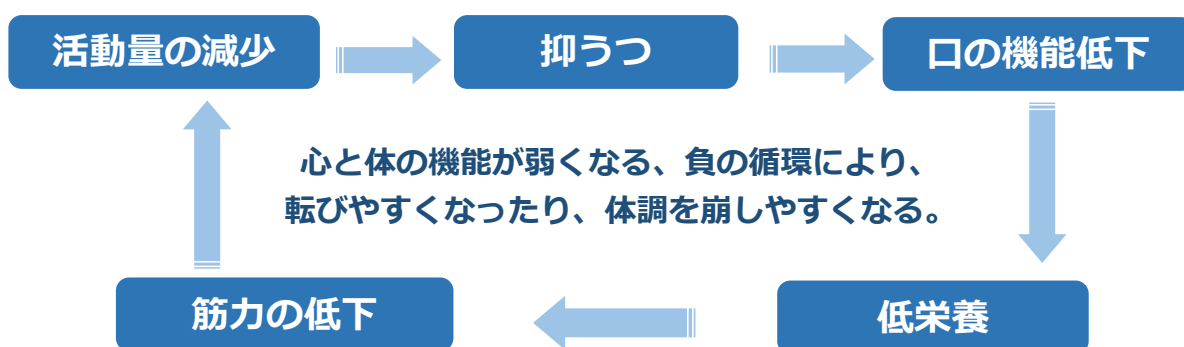 活動量の減少
抑うつ
口の機能低下
心と体の機能が弱くなる、負の循環により、
転びやすくなったり、体調を崩しやすくなる。
筋力の低下
低栄養